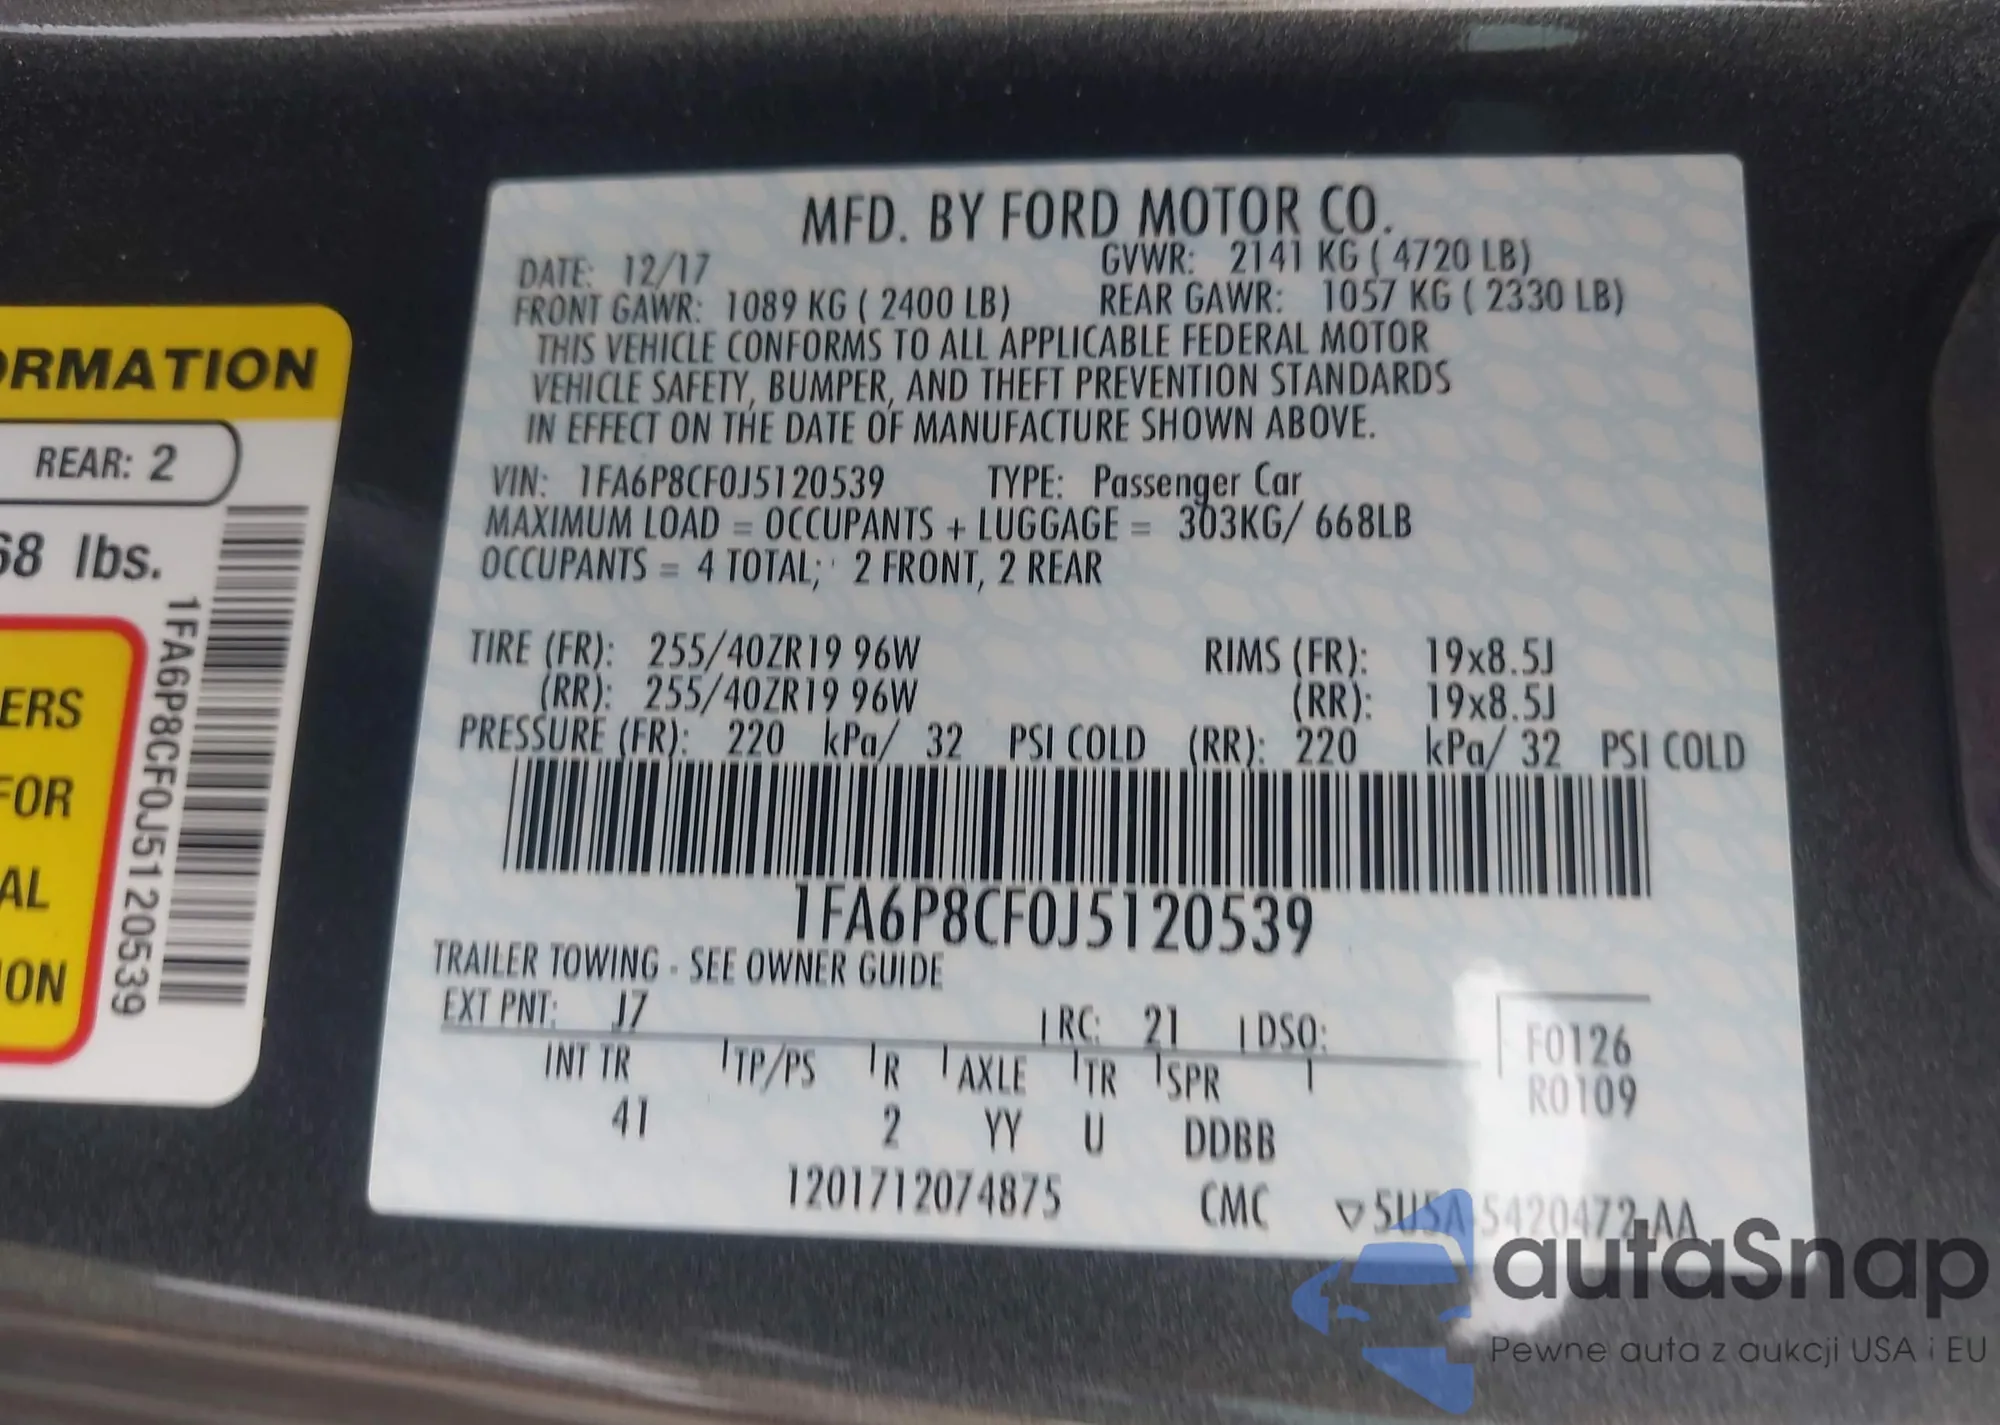 ORMATION
REAR: 2
68 lbs.
1FA6P8CF0J5120539
ERS
FOR
AL
ION
MFD. BY FORD MOTOR CO.
DATE: 12/17 GVWR: 2141 KG ( 4720 LB)
FRONT GAWR: 1089 KG ( 2400 LB) REAR GAWR: 1057 KG ( 2330 LB)
THIS VEHICLE CONFORMS TO ALL APPLICABLE FEDERAL MOTOR
VEHICLE SAFETY, BUMPER, AND THEFT PREVENTION STANDARDS
IN EFFECT ON THE DATE OF MANUFACTURE SHOWN ABOVE.
VIN: 1FA6P8CF0J5120539 TYPE: Passenger Car
MAXIMUM LOAD = OCCUPANTS + LUGGAGE = 303KG/ 668LB
OCCUPANTS = 4 TOTAL; 2 FRONT, 2 REAR
TIRE (FR): 255/40ZR19 96W RIMS (FR): 19x8.5J
(RR): 255/40ZR19 96W (RR): 19x8.5J
PRESSURE (FR): 220 kPa/ 32 PSI COLD (RR): 220 kPa/ 32 PSI COLD
1FA6P8CF0J5120539
TRAILER TOWING - SEE OWNER GUIDE
EXT PNT: J7 RC: 21 DSO: F0126
INT TR TP/PS R AXLE TR SPR R0109
41 2 YY U DDBB
1201712074875 CMC ▽5U5A-5420472-AA
autaSnap
Pewne auta z aukcji USA i EU